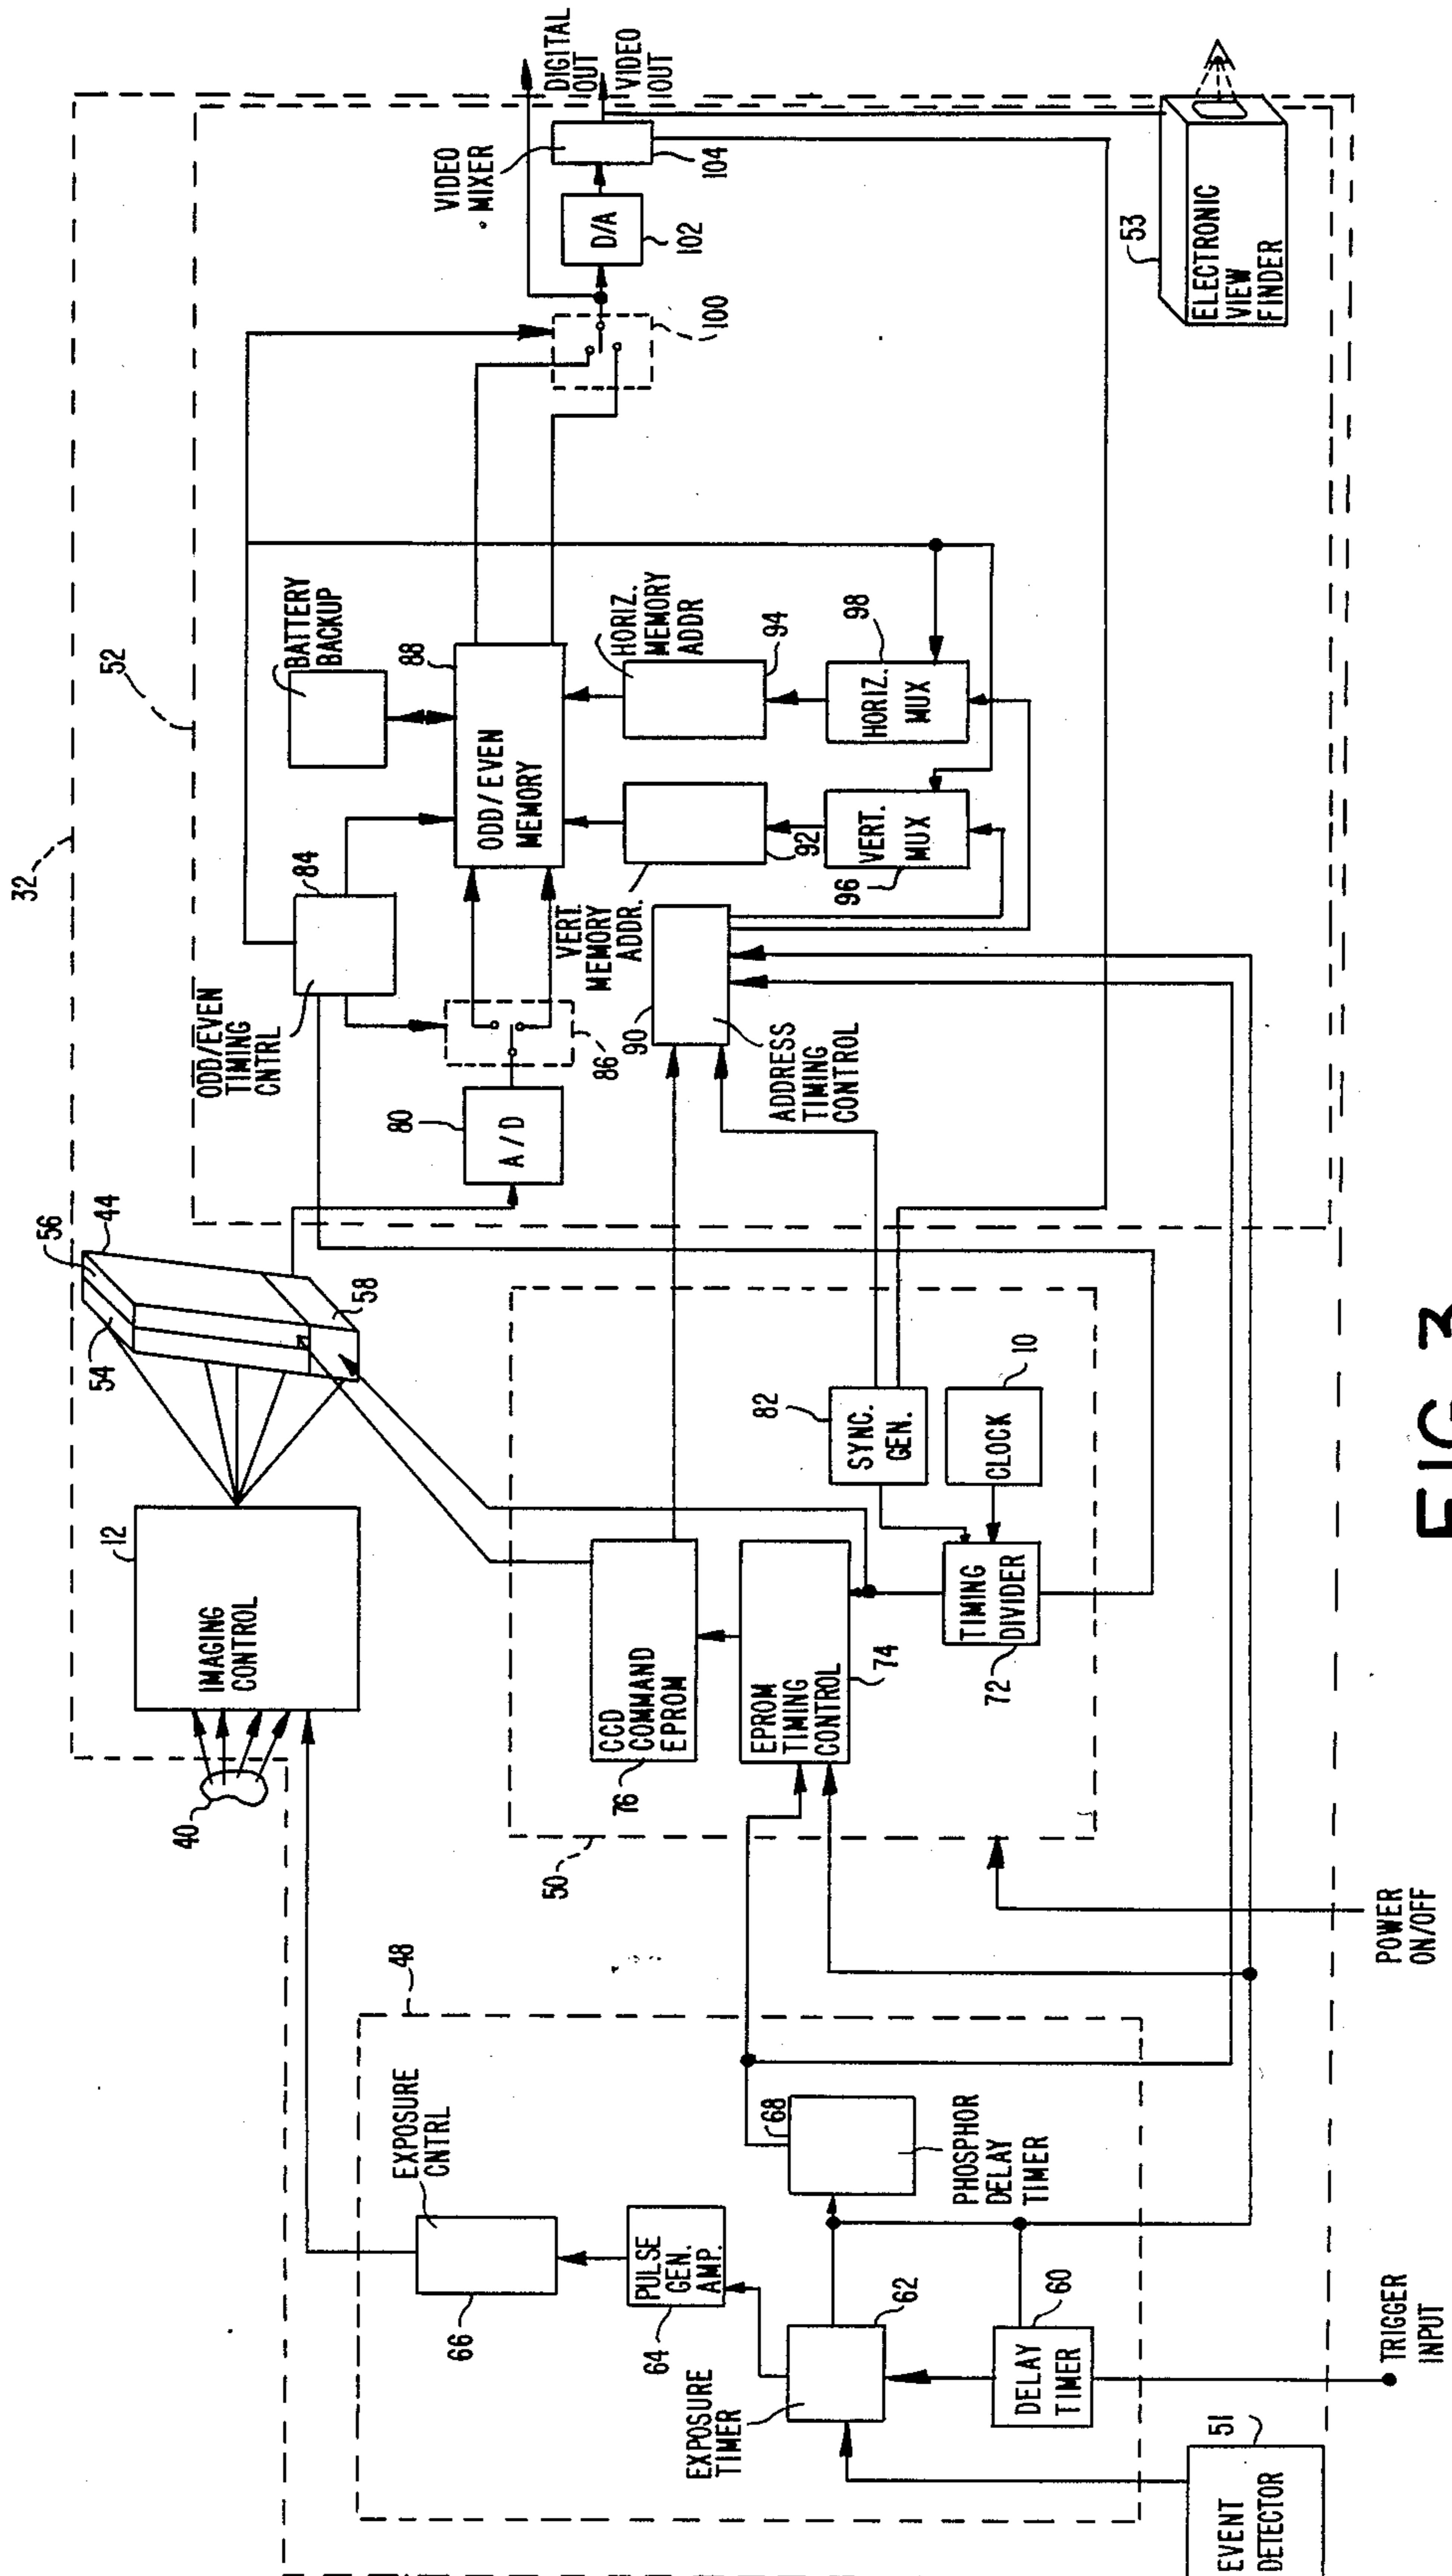 32
52
56
44
54
58
12
IMAGING
CONTROL
40
ODD/EVEN
TIMING
CNTRL
84
BATTERY
BACKUP
80
A/D
86
88
ODD/EVEN
MEMORY
VIDEO
MIXER
DIGITAL
OUT
VIDEO
OUT
D/A
102
104
100
VERT.
MEMORY
ADDR.
92
HORIZ.
MEMORY
ADDR
94
90
ADDRESS
TIMING
CONTROL
96
VERT.
MUX
HORIZ.
MUX
98
53
ELECTRONIC
VIEW
FINDER
50
76
CCD
COMMAND
EPROM
EPROM
TIMING
CONTROL
74
82
SYNC.
GEN.
10
CLOCK
TIMING
DIVIDER
72
POWER
ON/OFF
48
EXPOSURE
CNTRL
66
64
PULSE
GEN.
AMP.
68
PHOSPHOR
DELAY
TIMER
EXPOSURE
TIMER
62
60
DELAY
TIMER
TRIGGER
INPUT
51
EVENT
DETECTOR
FIG. 3